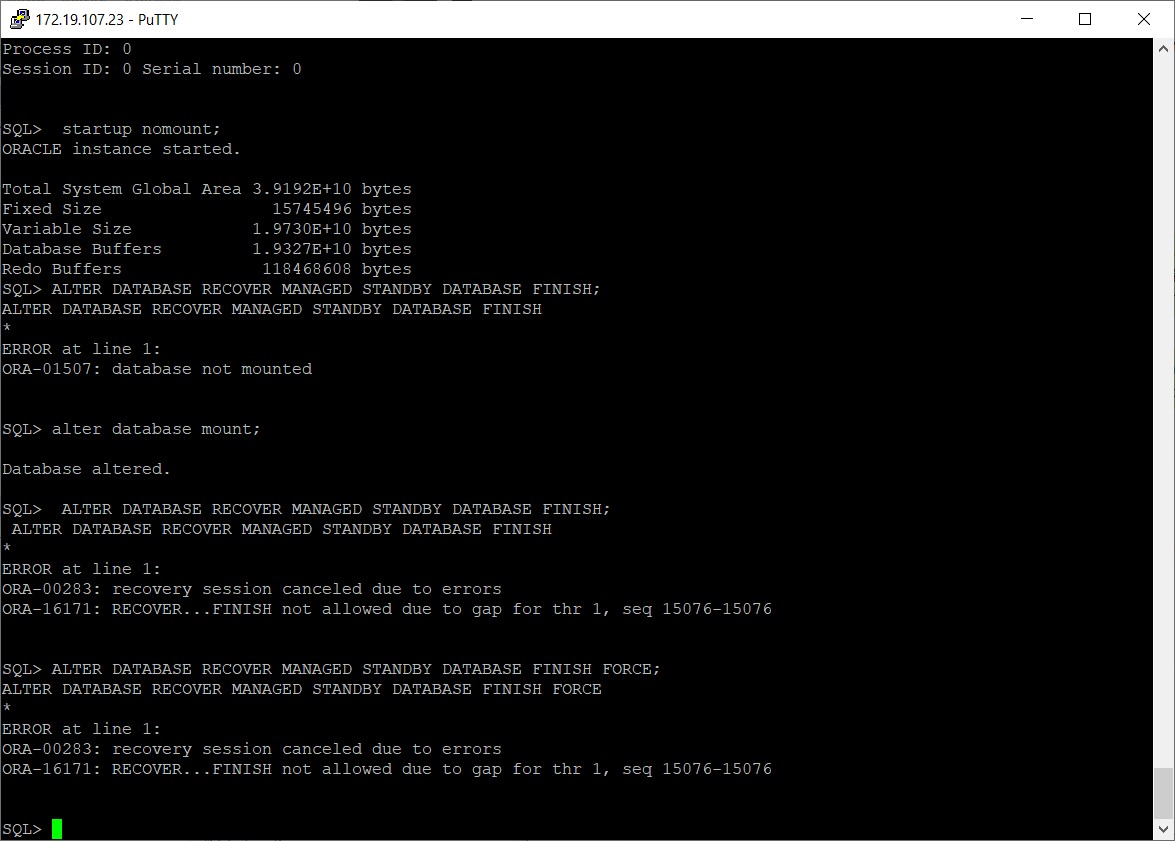 172.19.107.23 - PuTTY
Process ID: 0
Session ID: 0 Serial number: 0
SQL>  startup nomount;
ORACLE instance started.
Total System Global Area 3.9192E+10 bytes
Fixed Size                 15745496 bytes
Variable Size            1.9730E+10 bytes
Database Buffers         1.9327E+10 bytes
Redo Buffers              118468608 bytes
SQL> ALTER DATABASE RECOVER MANAGED STANDBY DATABASE FINISH;
ALTER DATABASE RECOVER MANAGED STANDBY DATABASE FINISH
*
ERROR at line 1:
ORA-01507: database not mounted
SQL> alter database mount;
Database altered.
SQL>  ALTER DATABASE RECOVER MANAGED STANDBY DATABASE FINISH;
 ALTER DATABASE RECOVER MANAGED STANDBY DATABASE FINISH
*
ERROR at line 1:
ORA-00283: recovery session canceled due to errors
ORA-16171: RECOVER...FINISH not allowed due to gap for thr 1, seq 15076-15076
SQL> ALTER DATABASE RECOVER MANAGED STANDBY DATABASE FINISH FORCE;
ALTER DATABASE RECOVER MANAGED STANDBY DATABASE FINISH FORCE
*
ERROR at line 1:
ORA-00283: recovery session canceled due to errors
ORA-16171: RECOVER...FINISH not allowed due to gap for thr 1, seq 15076-15076
SQL>